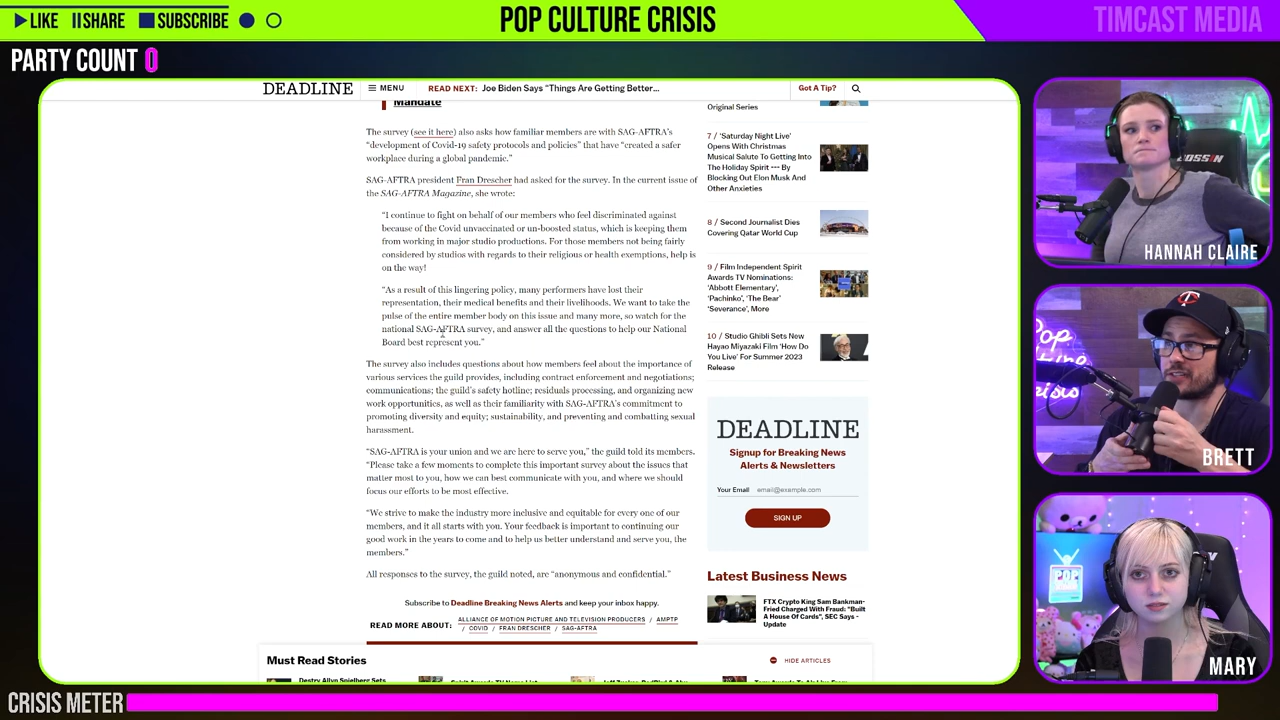 LIKE SHARE SUBSCRIBE
POP CULTURE CRISIS
TIMCAST MEDIA
PARTY COUNT 0
DEADLINE
MENU
READ NEXT: Joe Biden Says “Things Are Getting Better...
Got A Tip?
Mandate
The survey (see it here) also asks how familiar members are with SAG-AFTRA’s
“development of Covid-19 safety protocols and policies” that have “created a safer
workplace during a global pandemic.”
SAG-AFTRA president Fran Drescher had asked for the survey. In the current issue of
the SAG-AFTRA Magazine, she wrote:
“I continue to fight on behalf of our members who feel discriminated against
because of the Covid unvaccinated or un-boosted status, which is keeping them
from working in major studio productions. For those members not being fairly
considered by studios with regards to their religious or health exemptions, help is
on the way!
“As a result of this lingering policy, many performers have lost their
representation, their medical benefits and their livelihoods. We want to take the
pulse of the entire member body on this issue and many more, so watch for the
national SAG-AFTRA survey, and answer all the questions to help our National
Board best represent you.”
The survey also includes questions about how members feel about the importance of
various services the guild provides, including contract enforcement and negotiations;
communications; the guild’s safety hotline; residuals processing, and organizing new
work opportunities, as well as their familiarity with SAG-AFTRA’s commitment to
promoting diversity and equity; sustainability, and preventing and combatting sexual
harassment.
“SAG-AFTRA is your union and we are here to serve you,” the guild told its members.
“Please take a few moments to complete this important survey about the issues that
matter most to you, how we can best communicate with you, and where we should
focus our efforts to be most effective.
“We strive to make the industry more inclusive and equitable for every one of our
members, and it all starts with you. Your feedback is important to continuing our
good work in the years to come and to help us better understand and serve you, the
members.”
All responses to the survey, the guild noted, are “anonymous and confidential.”
Subscribe to Deadline Breaking News Alerts and keep your inbox happy.
READ MORE ABOUT: ALLIANCE OF MOTION PICTURE AND TELEVISION PRODUCERS / AMPTP
/ COVID / FRAN DRESCHER / SAG-AFTRA
Must Read Stories
HIDE ARTICLES
Original Series
7 / ‘Saturday Night Live’
Opens With Christmas
Musical Salute To Getting Into
The Holiday Spirit --- By
Blocking Out Elon Musk And
Other Anxieties
8 / Second Journalist Dies
Covering Qatar World Cup
9 / Film Independent Spirit
Awards TV Nominations:
‘Abbott Elementary’,
‘Pachinko’, ‘The Bear’
‘Severance’, More
10 / Studio Ghibli Sets New
Hayao Miyazaki Film ‘How Do
You Live’ For Summer 2023
Release
DEADLINE
Signup for Breaking News
Alerts & Newsletters
Your Email email@example.com
SIGN UP
Latest Business News
FTX Crypto King Sam Bankman-
Fried Charged With Fraud: “Built
A House Of Cards”, SEC Says -
Update
HANNAH CLAIRE
BRETT
MARY
CRISIS METER